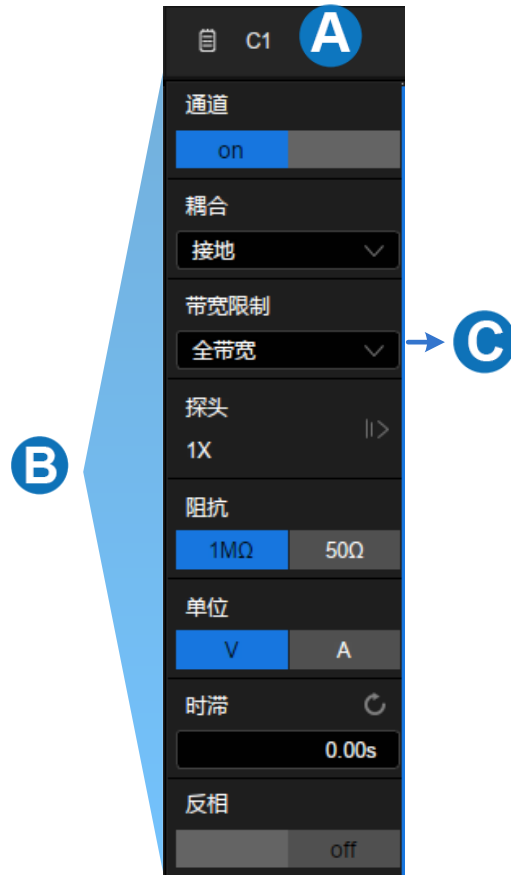 C1 A
通道
on
耦合
接地
带宽限制
全带宽
C
探头
1X
B
阻抗
1MΩ 50Ω
单位
V A
时滞
0.00s
反相
off